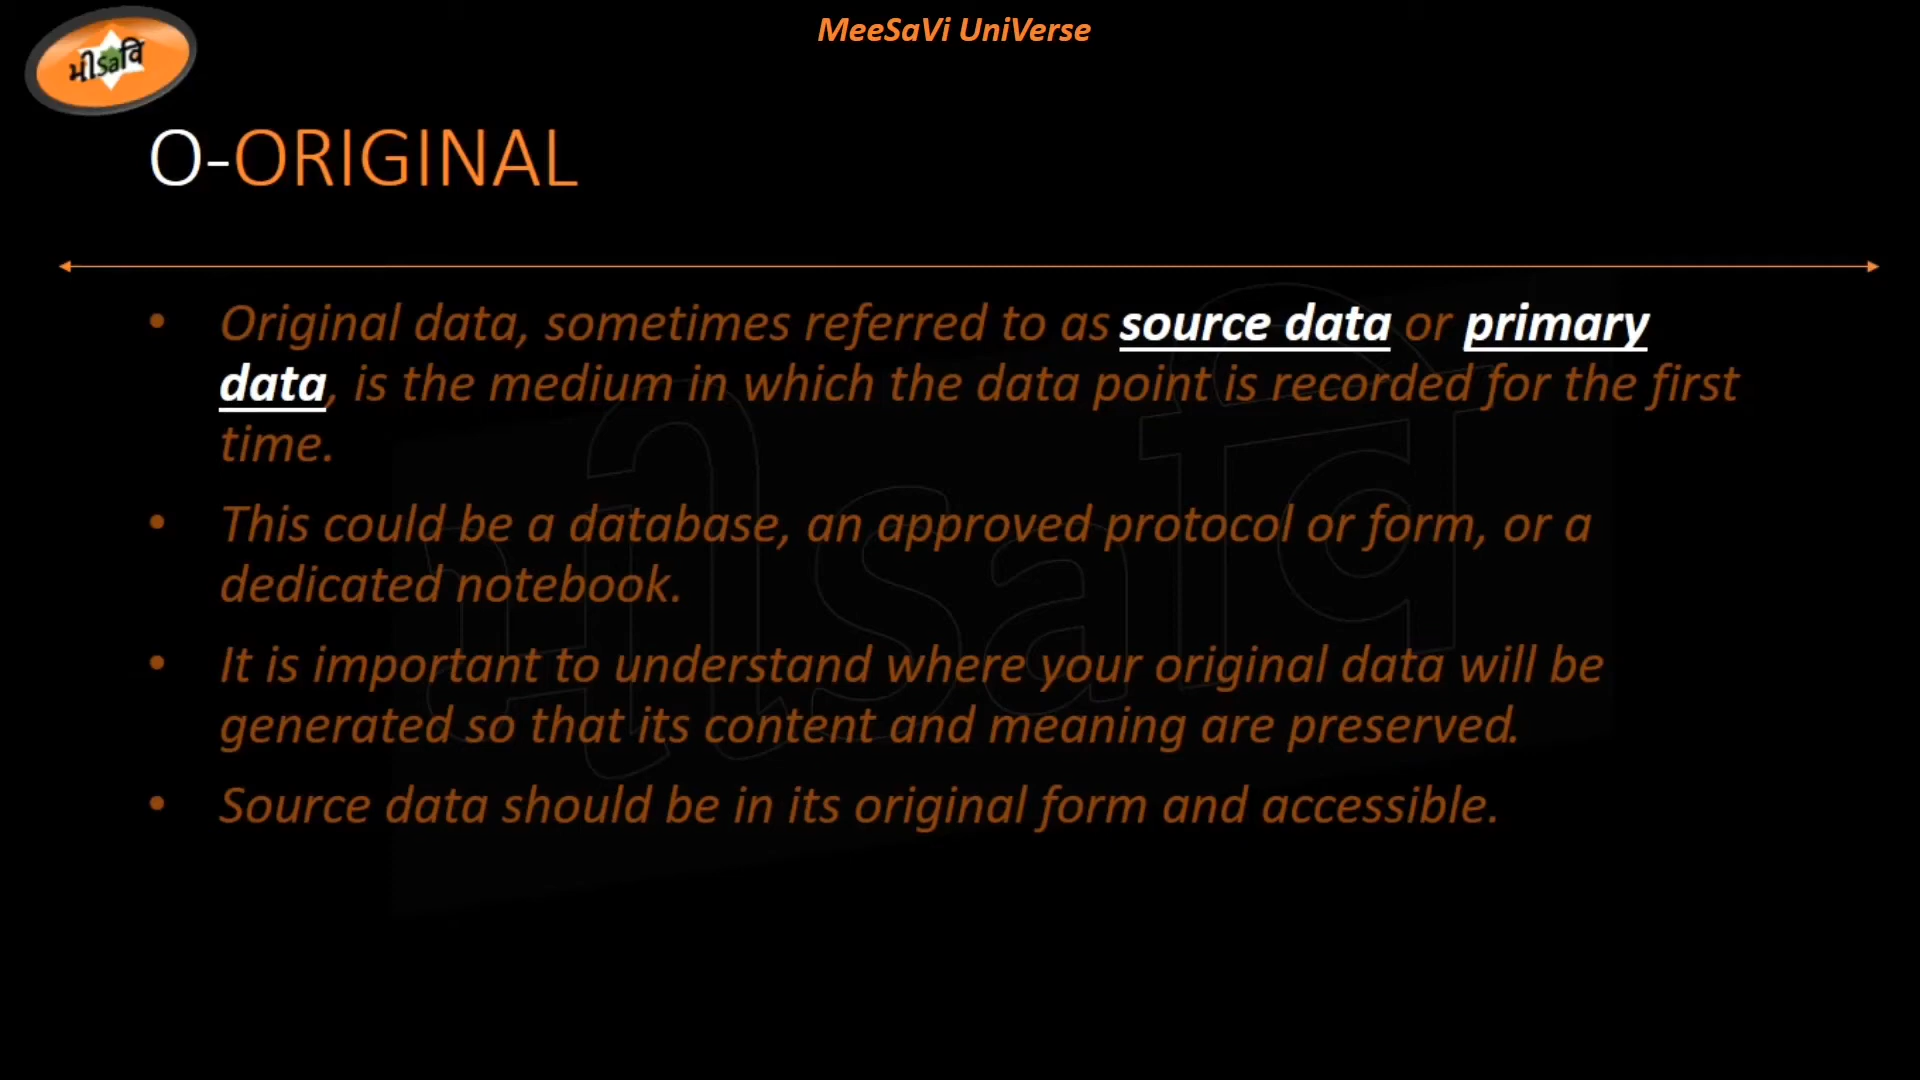 MeeSaVi UniVerse
मीsaवि
O-ORIGINAL
• Original data, sometimes referred to as source data or primary
data, is the medium in which the data point is recorded for the first
time.
• This could be a database, an approved protocol or form, or a
dedicated notebook.
• It is important to understand where your original data will be
generated so that its content and meaning are preserved.
• Source data should be in its original form and accessible.